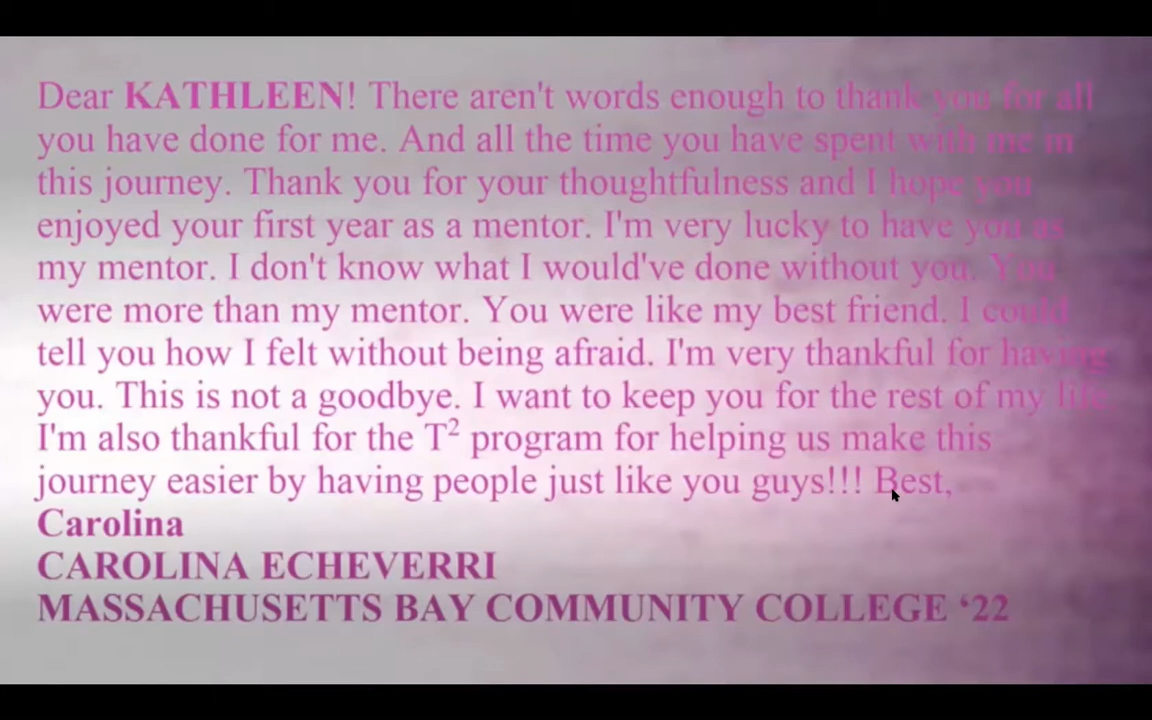 Dear KATHLEEN! There aren't words enough to thank you for all
you have done for me. And all the time you have spent with me in
this journey. Thank you for your thoughtfulness and I hope you
enjoyed your first year as a mentor. I'm very lucky to have you as
my mentor. I don't know what I would've done without you. You
were more than my mentor. You were like my best friend. I could
tell you how I felt without being afraid. I'm very thankful for having
you. This is not a goodbye. I want to keep you for the rest of my life
I'm also thankful for the T² program for helping us make this
journey easier by having people just like you guys!!! Best,
Carolina
CAROLINA ECHEVERRI
MASSACHUSETTS BAY COMMUNITY COLLEGE ‘22